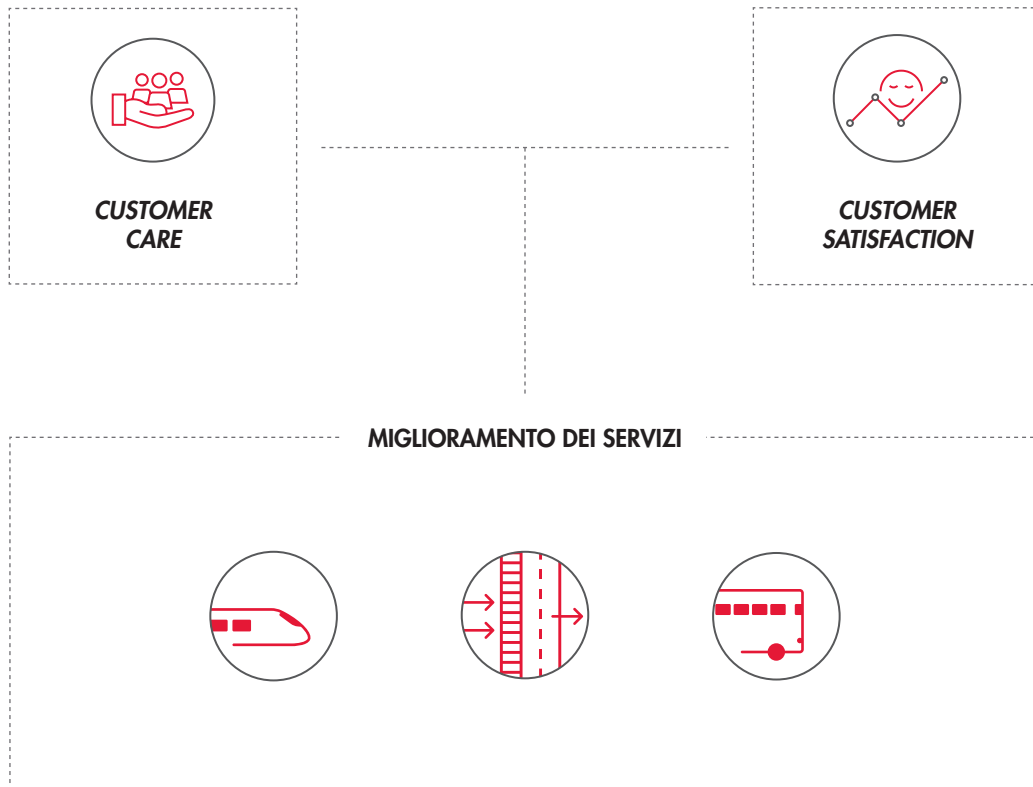 CUSTOMER
CARE
CUSTOMER
SATISFACTION
MIGLIORAMENTO DEI SERVIZI